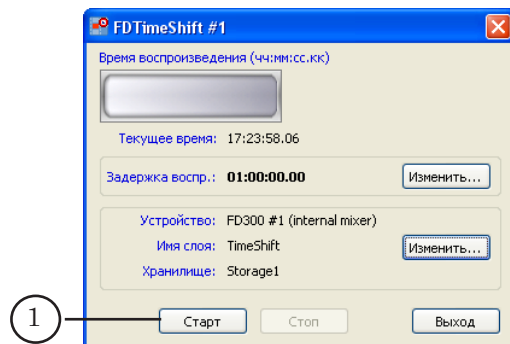 FDTimeShift #1
Время воспроизведения (чч:мм:сс.кк)
Текущее время: 17:23:58.06
Задержка воспр.: 01:00:00.00 Изменить...
Устройство: FD300 #1 (internal mixer)
Имя слоя: TimeShift Изменить...
Хранилище: Storage1
1 Старт Стоп Выход